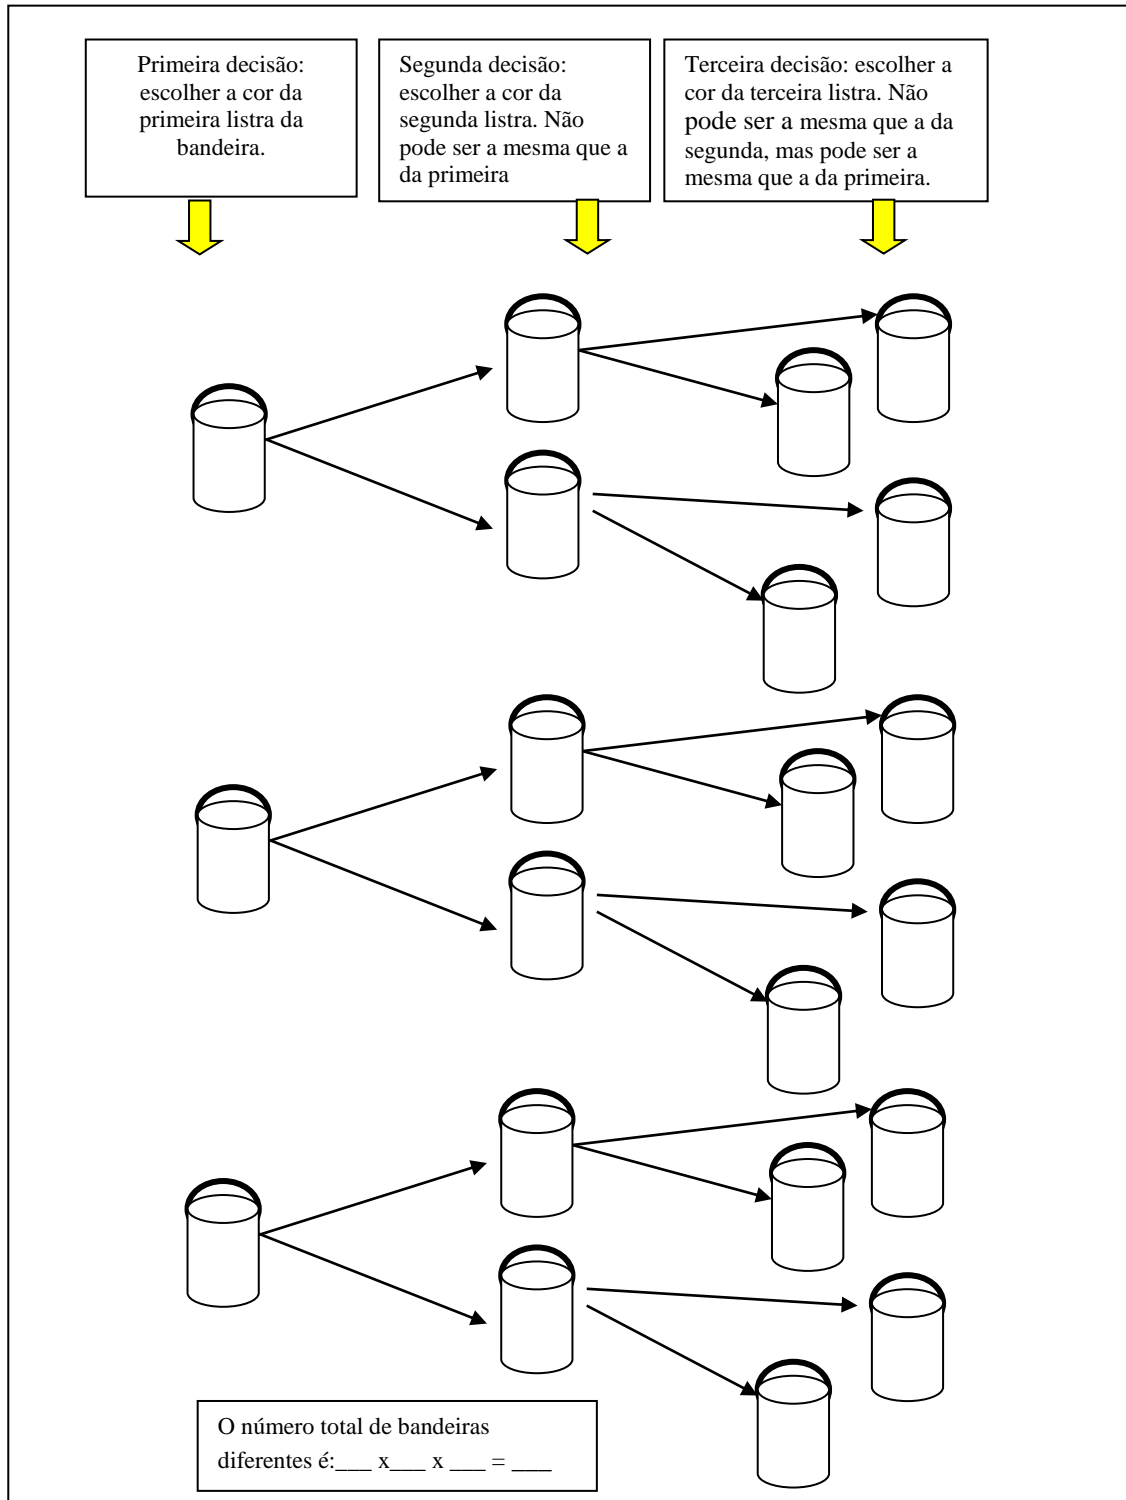 Primeira decisão:
escolher a cor da
primeira listra da
bandeira.
Segunda decisão:
escolher a cor da
segunda listra. Não
pode ser a mesma que a
da primeira
Terceira decisão: escolher a
cor da terceira listra. Não
pode ser a mesma que a da
segunda, mas pode ser a
mesma que a da primeira.
O número total de bandeiras
diferentes é:___ x___ x ___ = ___